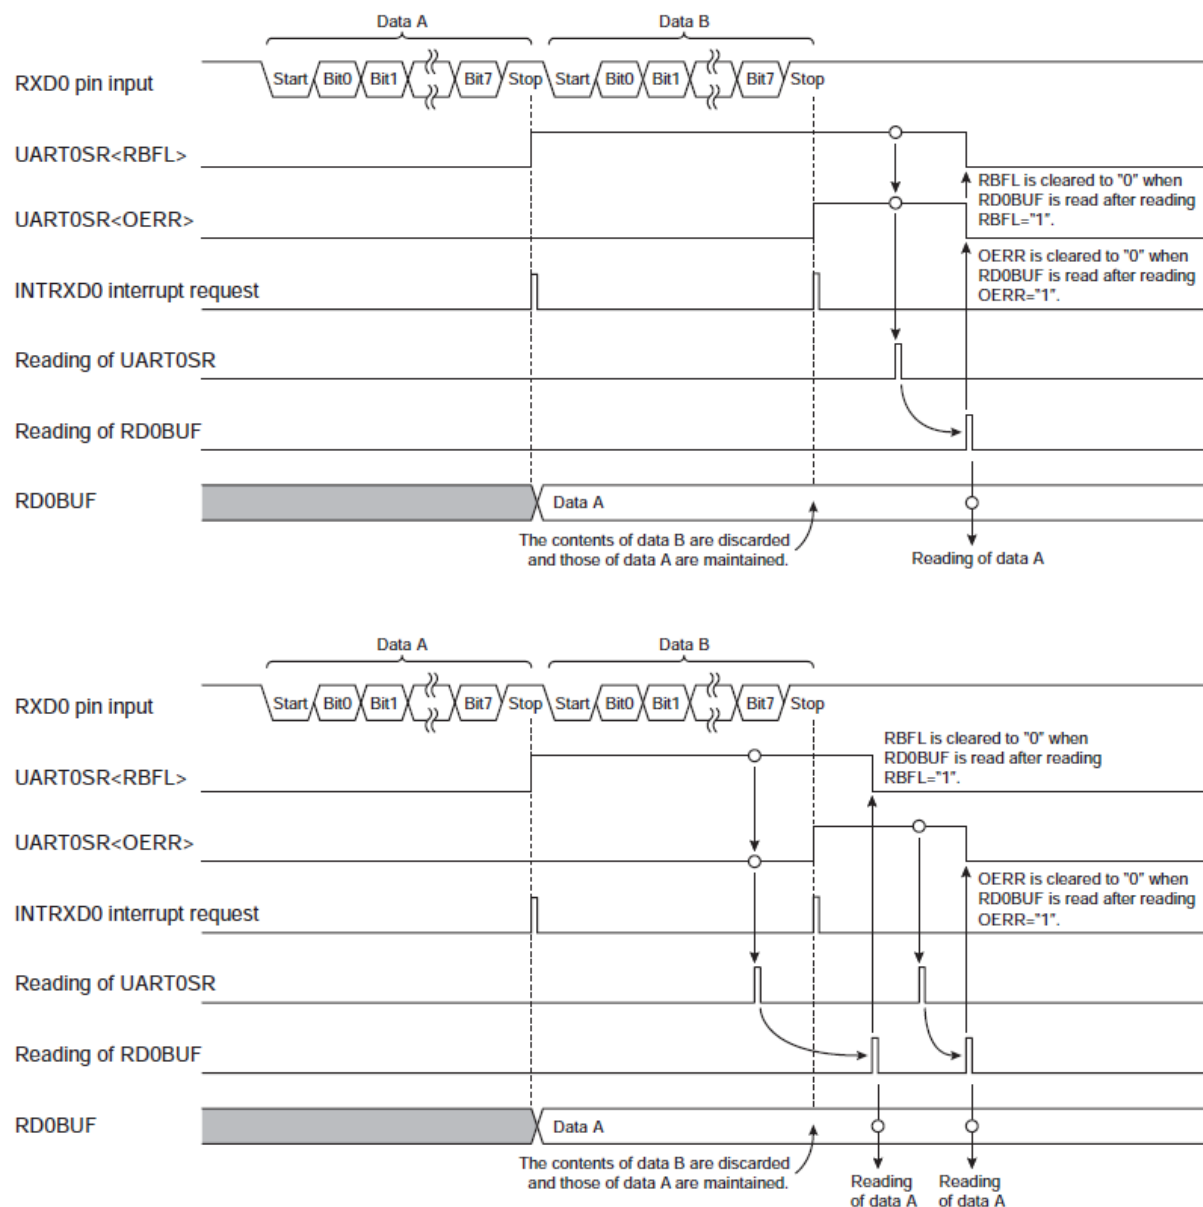 Data A
Data B
RXD0 pin input
Start Bit0 Bit1 Bit7 Stop Start Bit0 Bit1 Bit7 Stop
UART0SR<RBFL>
RBFL is cleared to "0" when
RD0BUF is read after reading
RBFL="1".
UART0SR<OERR>
OERR is cleared to "0" when
RD0BUF is read after reading
OERR="1".
INTRXD0 interrupt request
Reading of UART0SR
Reading of RD0BUF
RD0BUF
Data A
The contents of data B are discarded
and those of data A are maintained.
Reading of data A
Data A
Data B
RXD0 pin input
Start Bit0 Bit1 Bit7 Stop Start Bit0 Bit1 Bit7 Stop
RBFL is cleared to "0" when
RD0BUF is read after reading
RBFL="1".
UART0SR<RBFL>
UART0SR<OERR>
OERR is cleared to "0" when
RD0BUF is read after reading
OERR="1".
INTRXD0 interrupt request
Reading of UART0SR
Reading of RD0BUF
RD0BUF
Data A
The contents of data B are discarded
and those of data A are maintained.
Reading
of data A
Reading
of data A